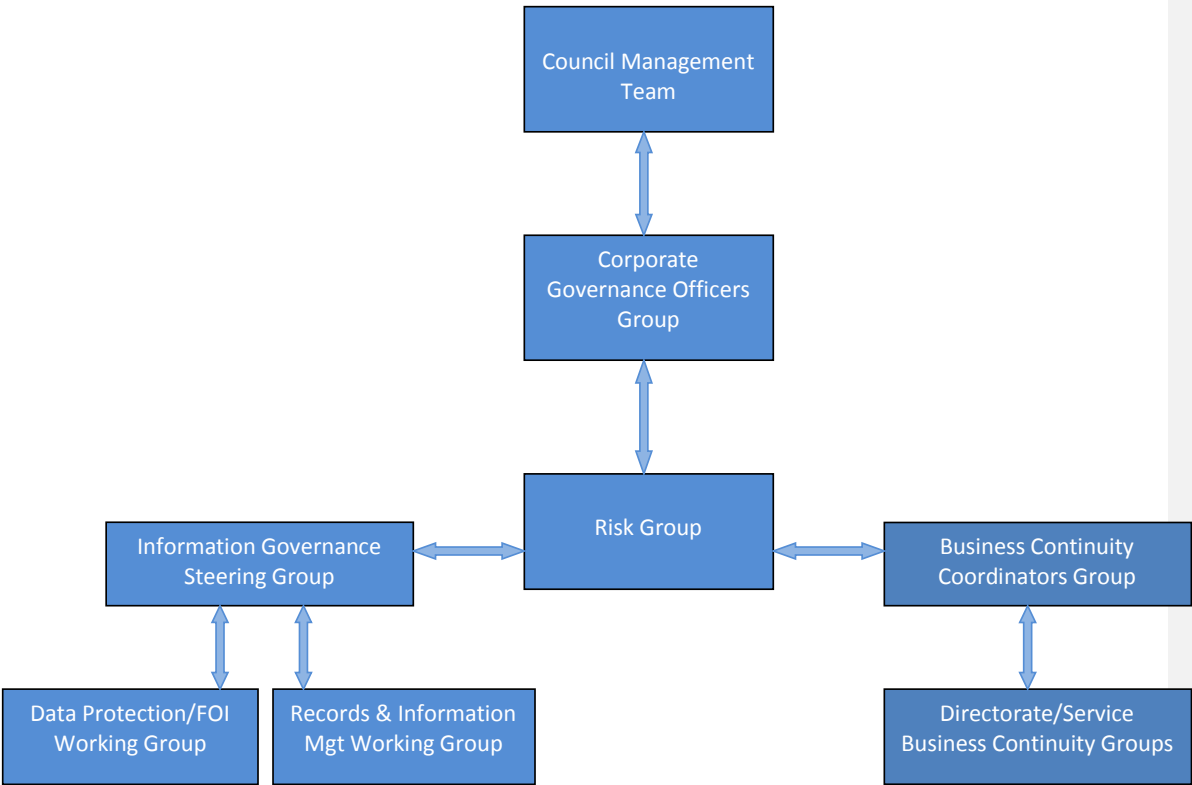 Council Management
Team
Corporate
Governance Officers
Group
Risk Group
Information Governance
Steering Group
Business Continuity
Coordinators Group
Data Protection/FOI
Working Group
Records & Information
Mgt Working Group
Directorate/Service
Business Continuity Groups